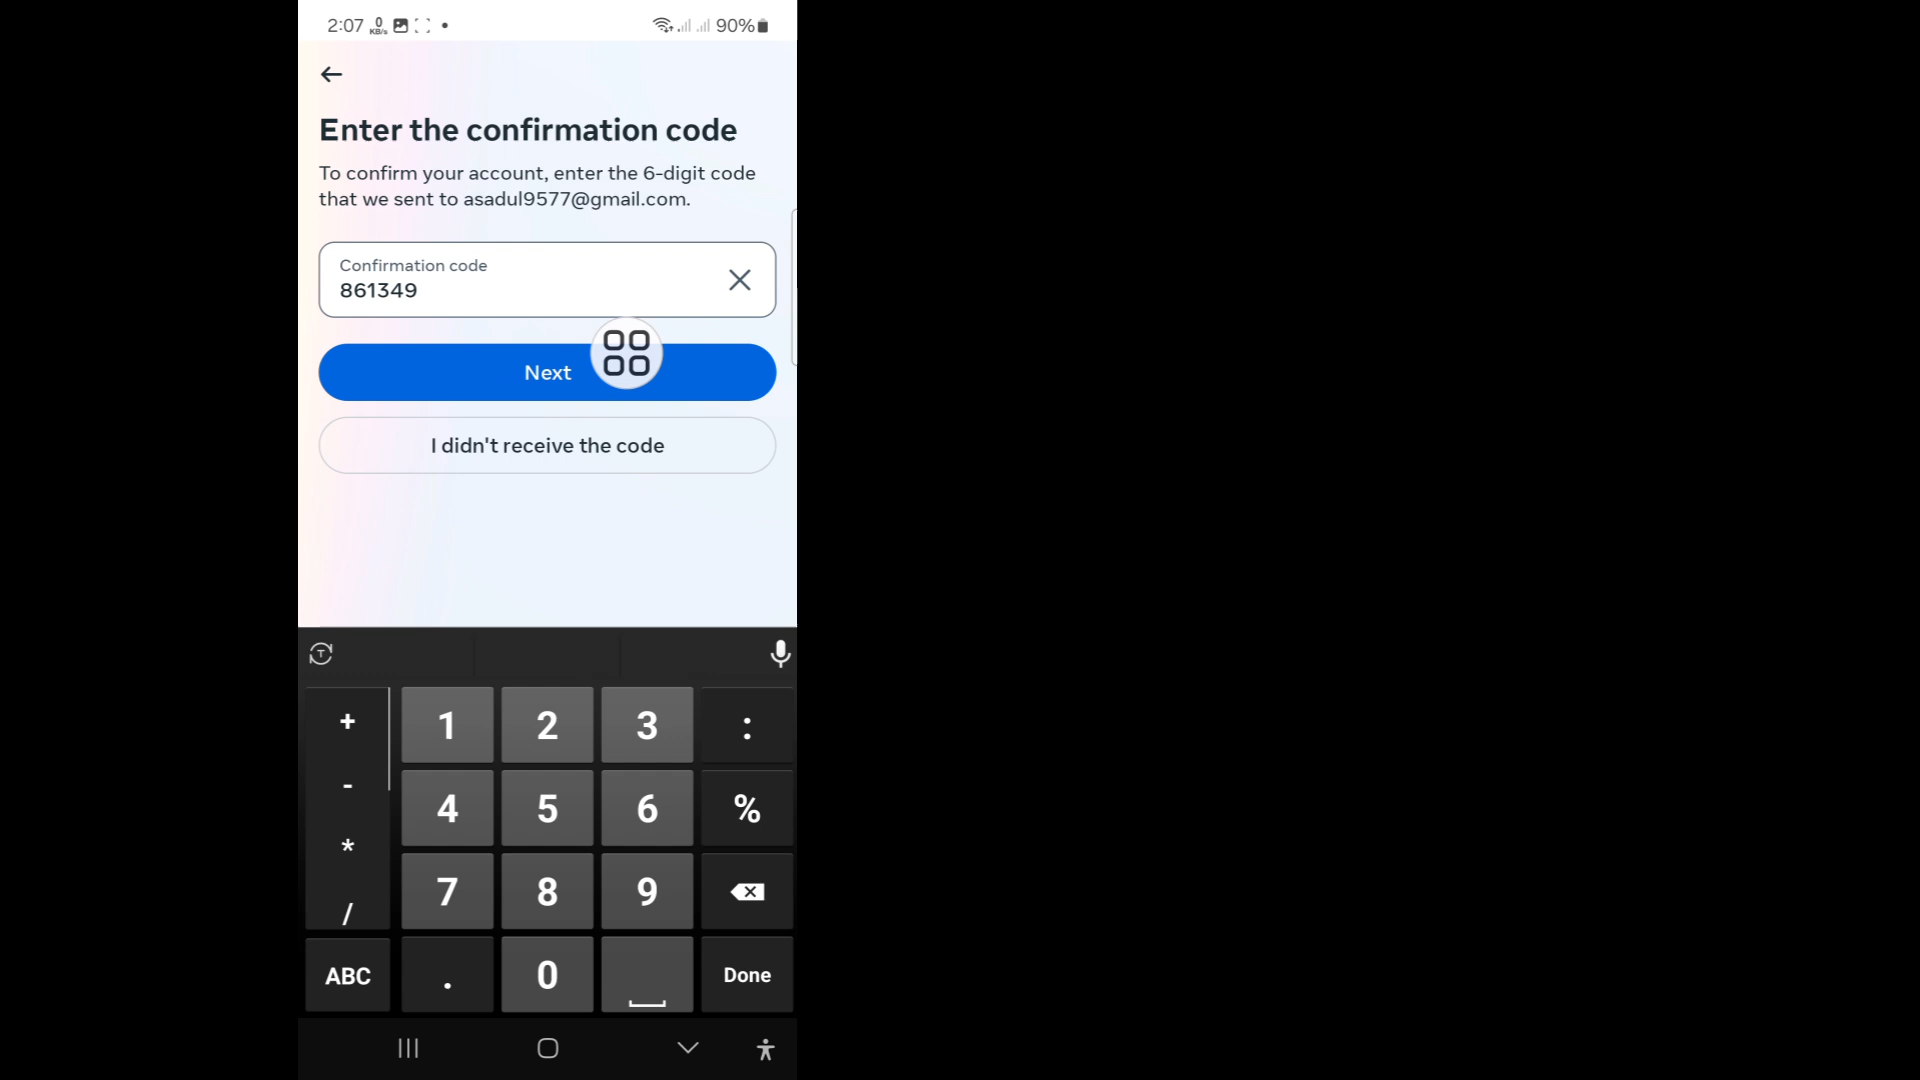 2:07 0 KB/s 90%
Enter the confirmation code
To confirm your account, enter the 6-digit code
that we sent to asadul9577@gmail.com.
Confirmation code
861349
Next
I didn't receive the code
T
+ 1 2 3 :
- 4 5 6 %
* 7 8 9
/
ABC . 0 Done